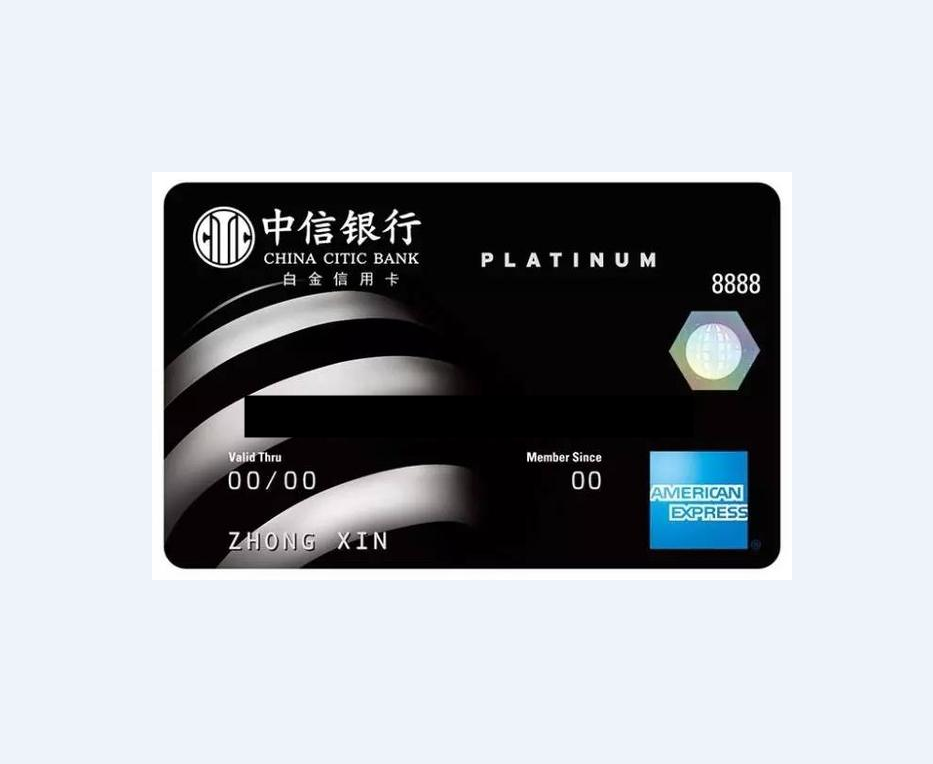 中信银行
CHINA CITIC BANK
白金信用卡
PLATINUM
8888
Valid Thru
00/00
Member Since
00
ZHONG XIN
AMERICAN
EXPRESS
®